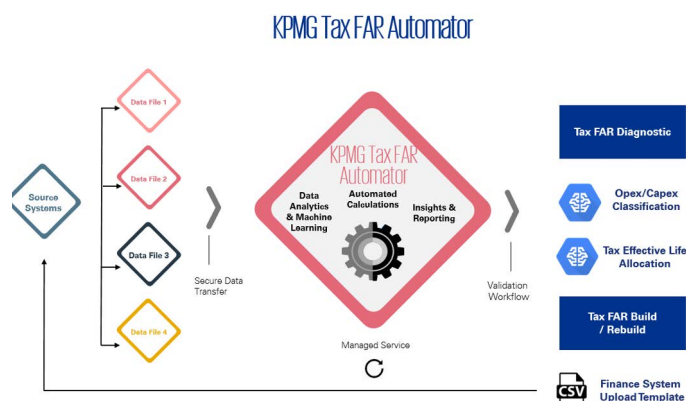 KPMG Tax FAR Automator
Data File 1
Data File 2
Source
Systems
Data File 3
Data File 4
Secure Data
Transfer
KPMG Tax FAR
Automator
Data
Analytics
& Machine
Learning
Automated
Calculations
Insights &
Reporting
Managed Service
Validation
Workflow
Tax FAR Diagnostic
Opex/Capex
Classification
Tax Effective Life
Allocation
Tax FAR Build
/ Rebuild
CSV
Finance System
Upload Template